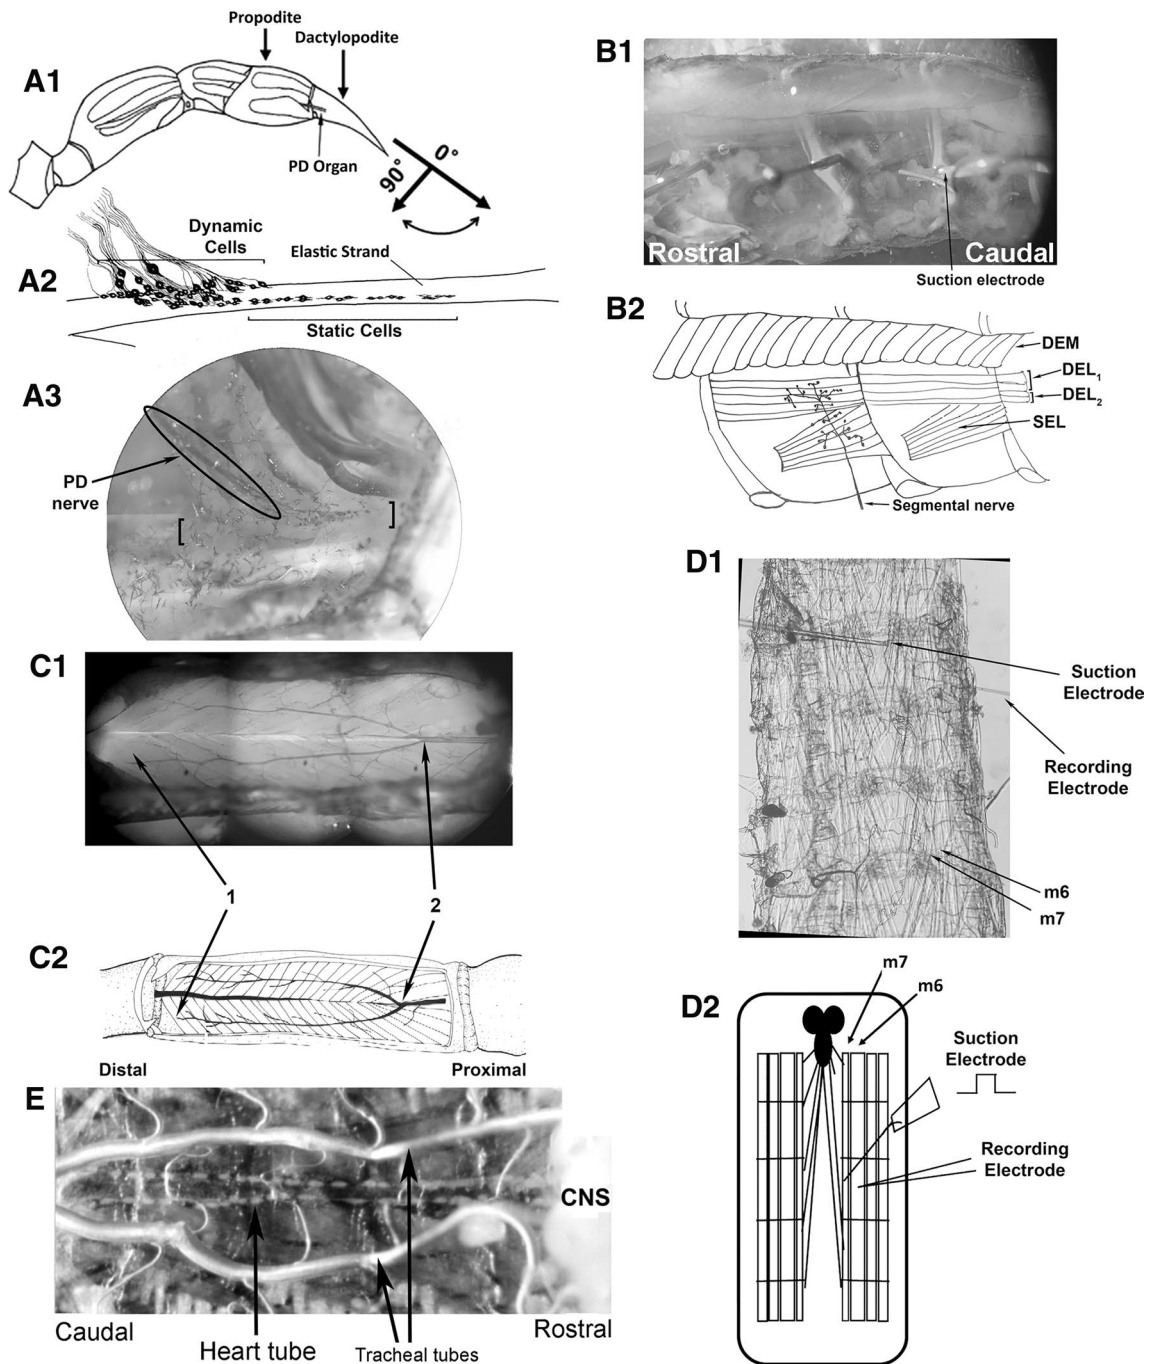 A1
Propodite
Dactylopodite
PD Organ
0°
90°
A2
Dynamic
Cells
Elastic Strand
Static Cells
A3
PD
nerve
B1
Rostral
Caudal
Suction electrode
B2
DEM
DEL1
DEL2
SEL
Segmental nerve
C1
1
2
C2
Distal
Proximal
D1
Suction
Electrode
Recording
Electrode
m6
m7
D2
m7
m6
Suction
Electrode
Recording
Electrode
E
CNS
Caudal
Heart tube
Tracheal tubes
Rostral